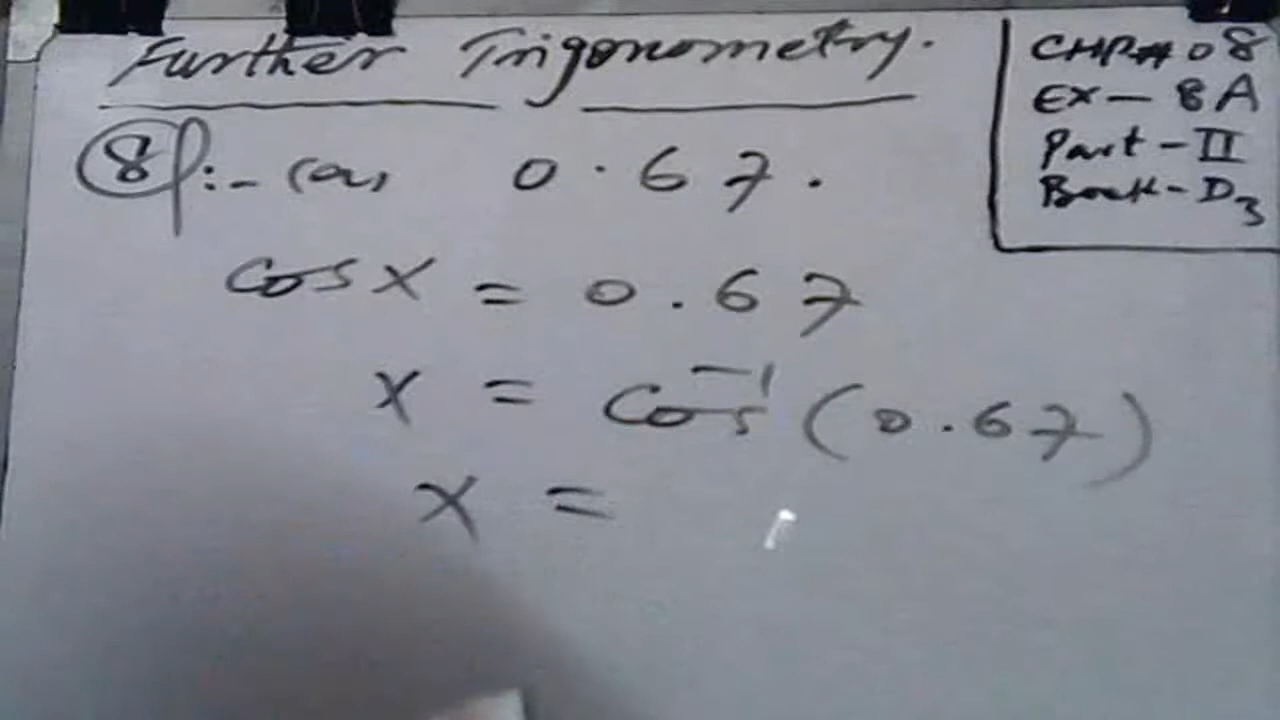 Further Trigonometry.
CHP# 08
EX - 8A
Part - II
Book - D3
8 :- (a) 0.67.
cos x = 0.67
x = cos⁻¹ (0.67)
x =